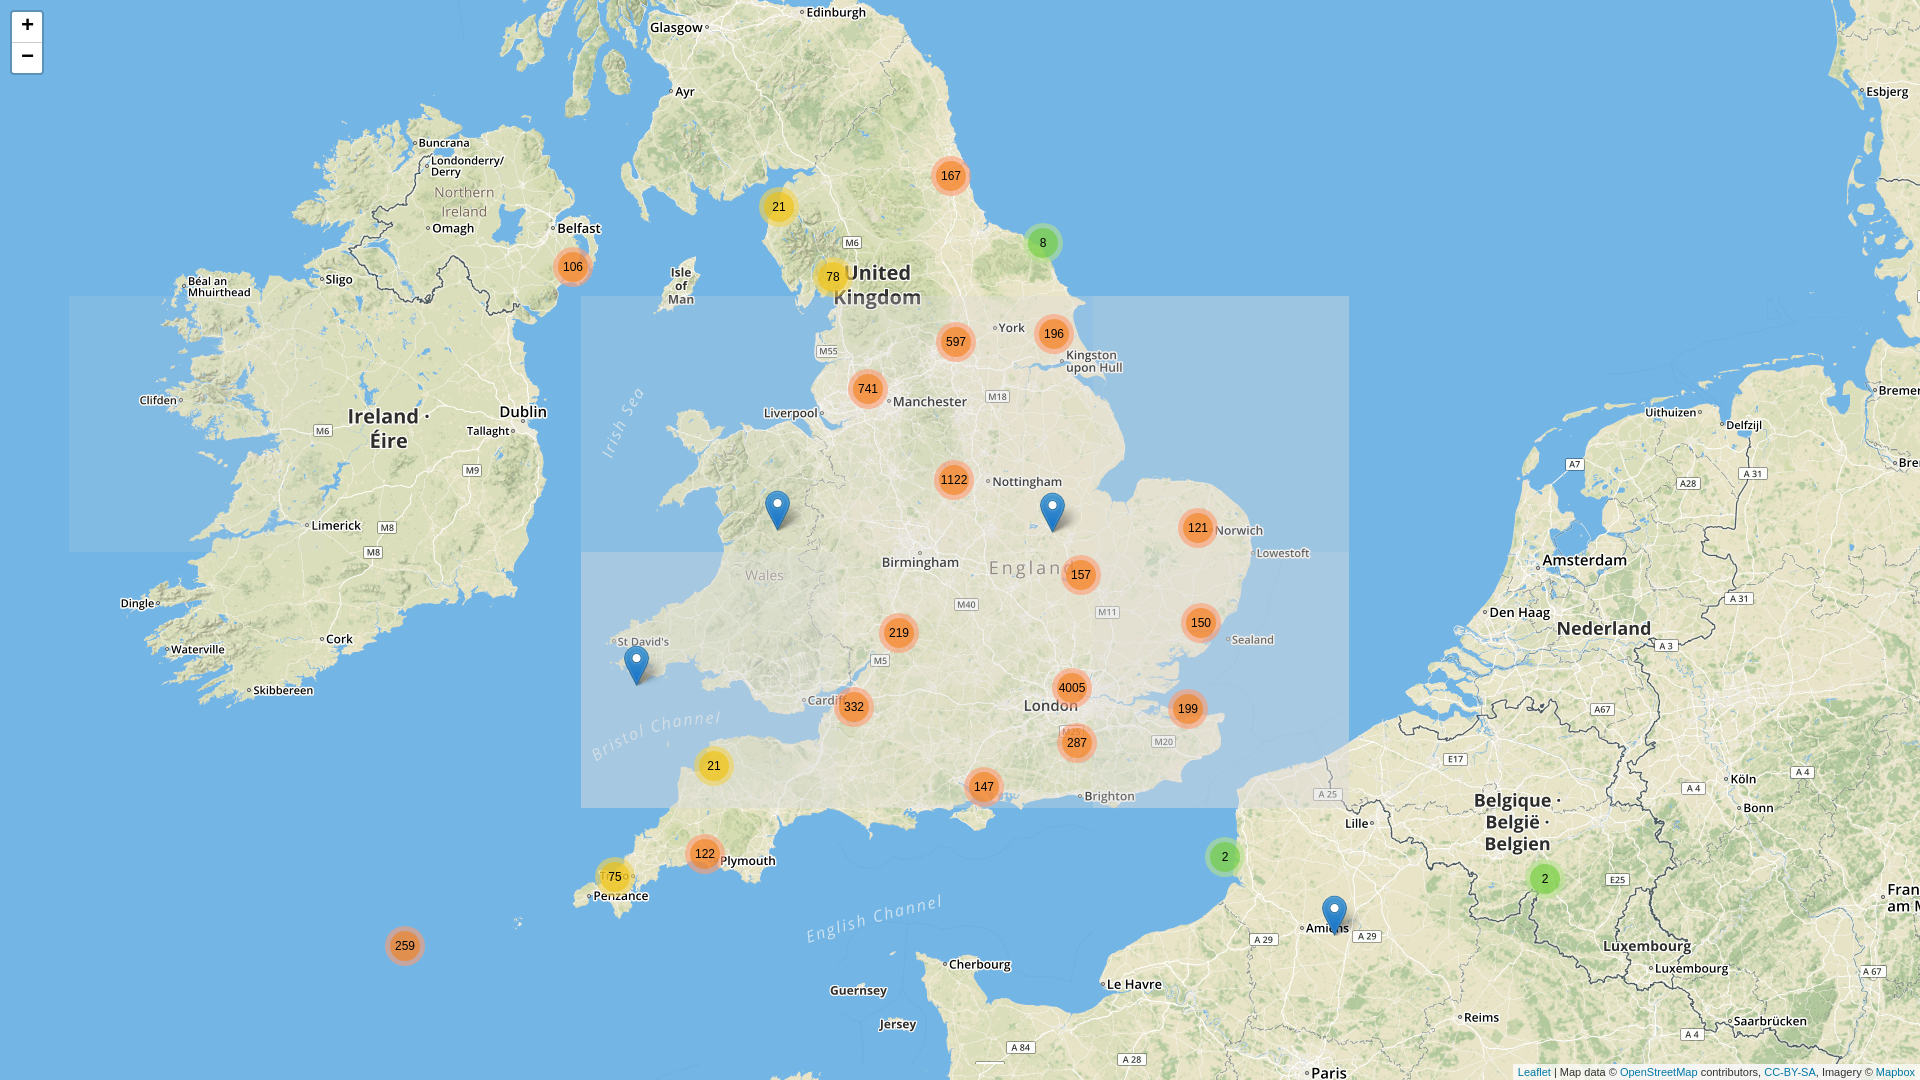 +
−
Edinburgh
Glasgow
Ayr
Esbjerg
Buncrana
Londonderry/
Derry
Northern
Ireland
Omagh
Belfast
167
21
M6
8
106
78
United
Kingdom
Isle
of
Man
Sligo
Béal an
Mhuirthead
York
196
597
M55
Kingston
upon Hull
741
Manchester
M18
Liverpool
Irish Sea
Clifden
Ireland ·
Éire
Dublin
Tallaght
M6
M9
Uithuizen
Delfzijl
Bremer
A7
A 31
A28
Bre
1122
Nottingham
121
Norwich
Lowestoft
Limerick
M8
M8
Birmingham
England
157
Wales
Amsterdam
Den Haag
A 31
Nederland
A 3
M40
M11
150
Sealand
219
M5
St David's
Dingle
Cork
Waterville
Skibbereen
4005
London
199
Cardiff
332
287
M20
Bristol Channel
A67
E17
Köln
A 4
A 4
Bonn
21
147
Brighton
A 25
Lille
Belgique ·
België ·
Belgien
122
Plymouth
75
Penzance
2
2
E25
English Channel
259
Amiens
A 29
A 29
Fran
am M
Luxembourg
Luxembourg
A 67
Cherbourg
Guernsey
Le Havre
Jersey
Reims
Saarbrücken
A 84
A 28
A 4
Paris
Leaflet | Map data © OpenStreetMap contributors, CC-BY-SA, Imagery © Mapbox